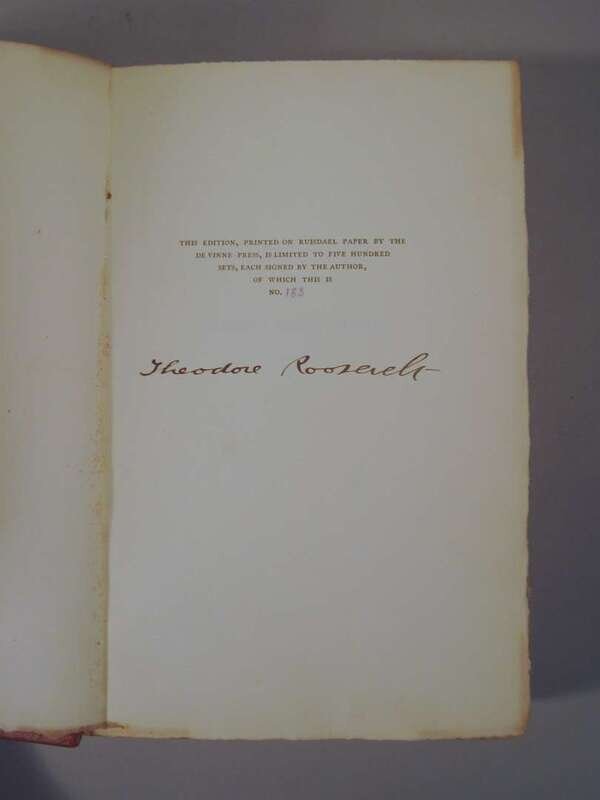 THIS EDITION, PRINTED ON RUISDAEL PAPER BY THE
DE VINNE PRESS, IS LIMITED TO FIVE HUNDRED
SETS, EACH SIGNED BY THE AUTHOR,
OF WHICH THIS IS
NO. 183
Theodore Roosevelt